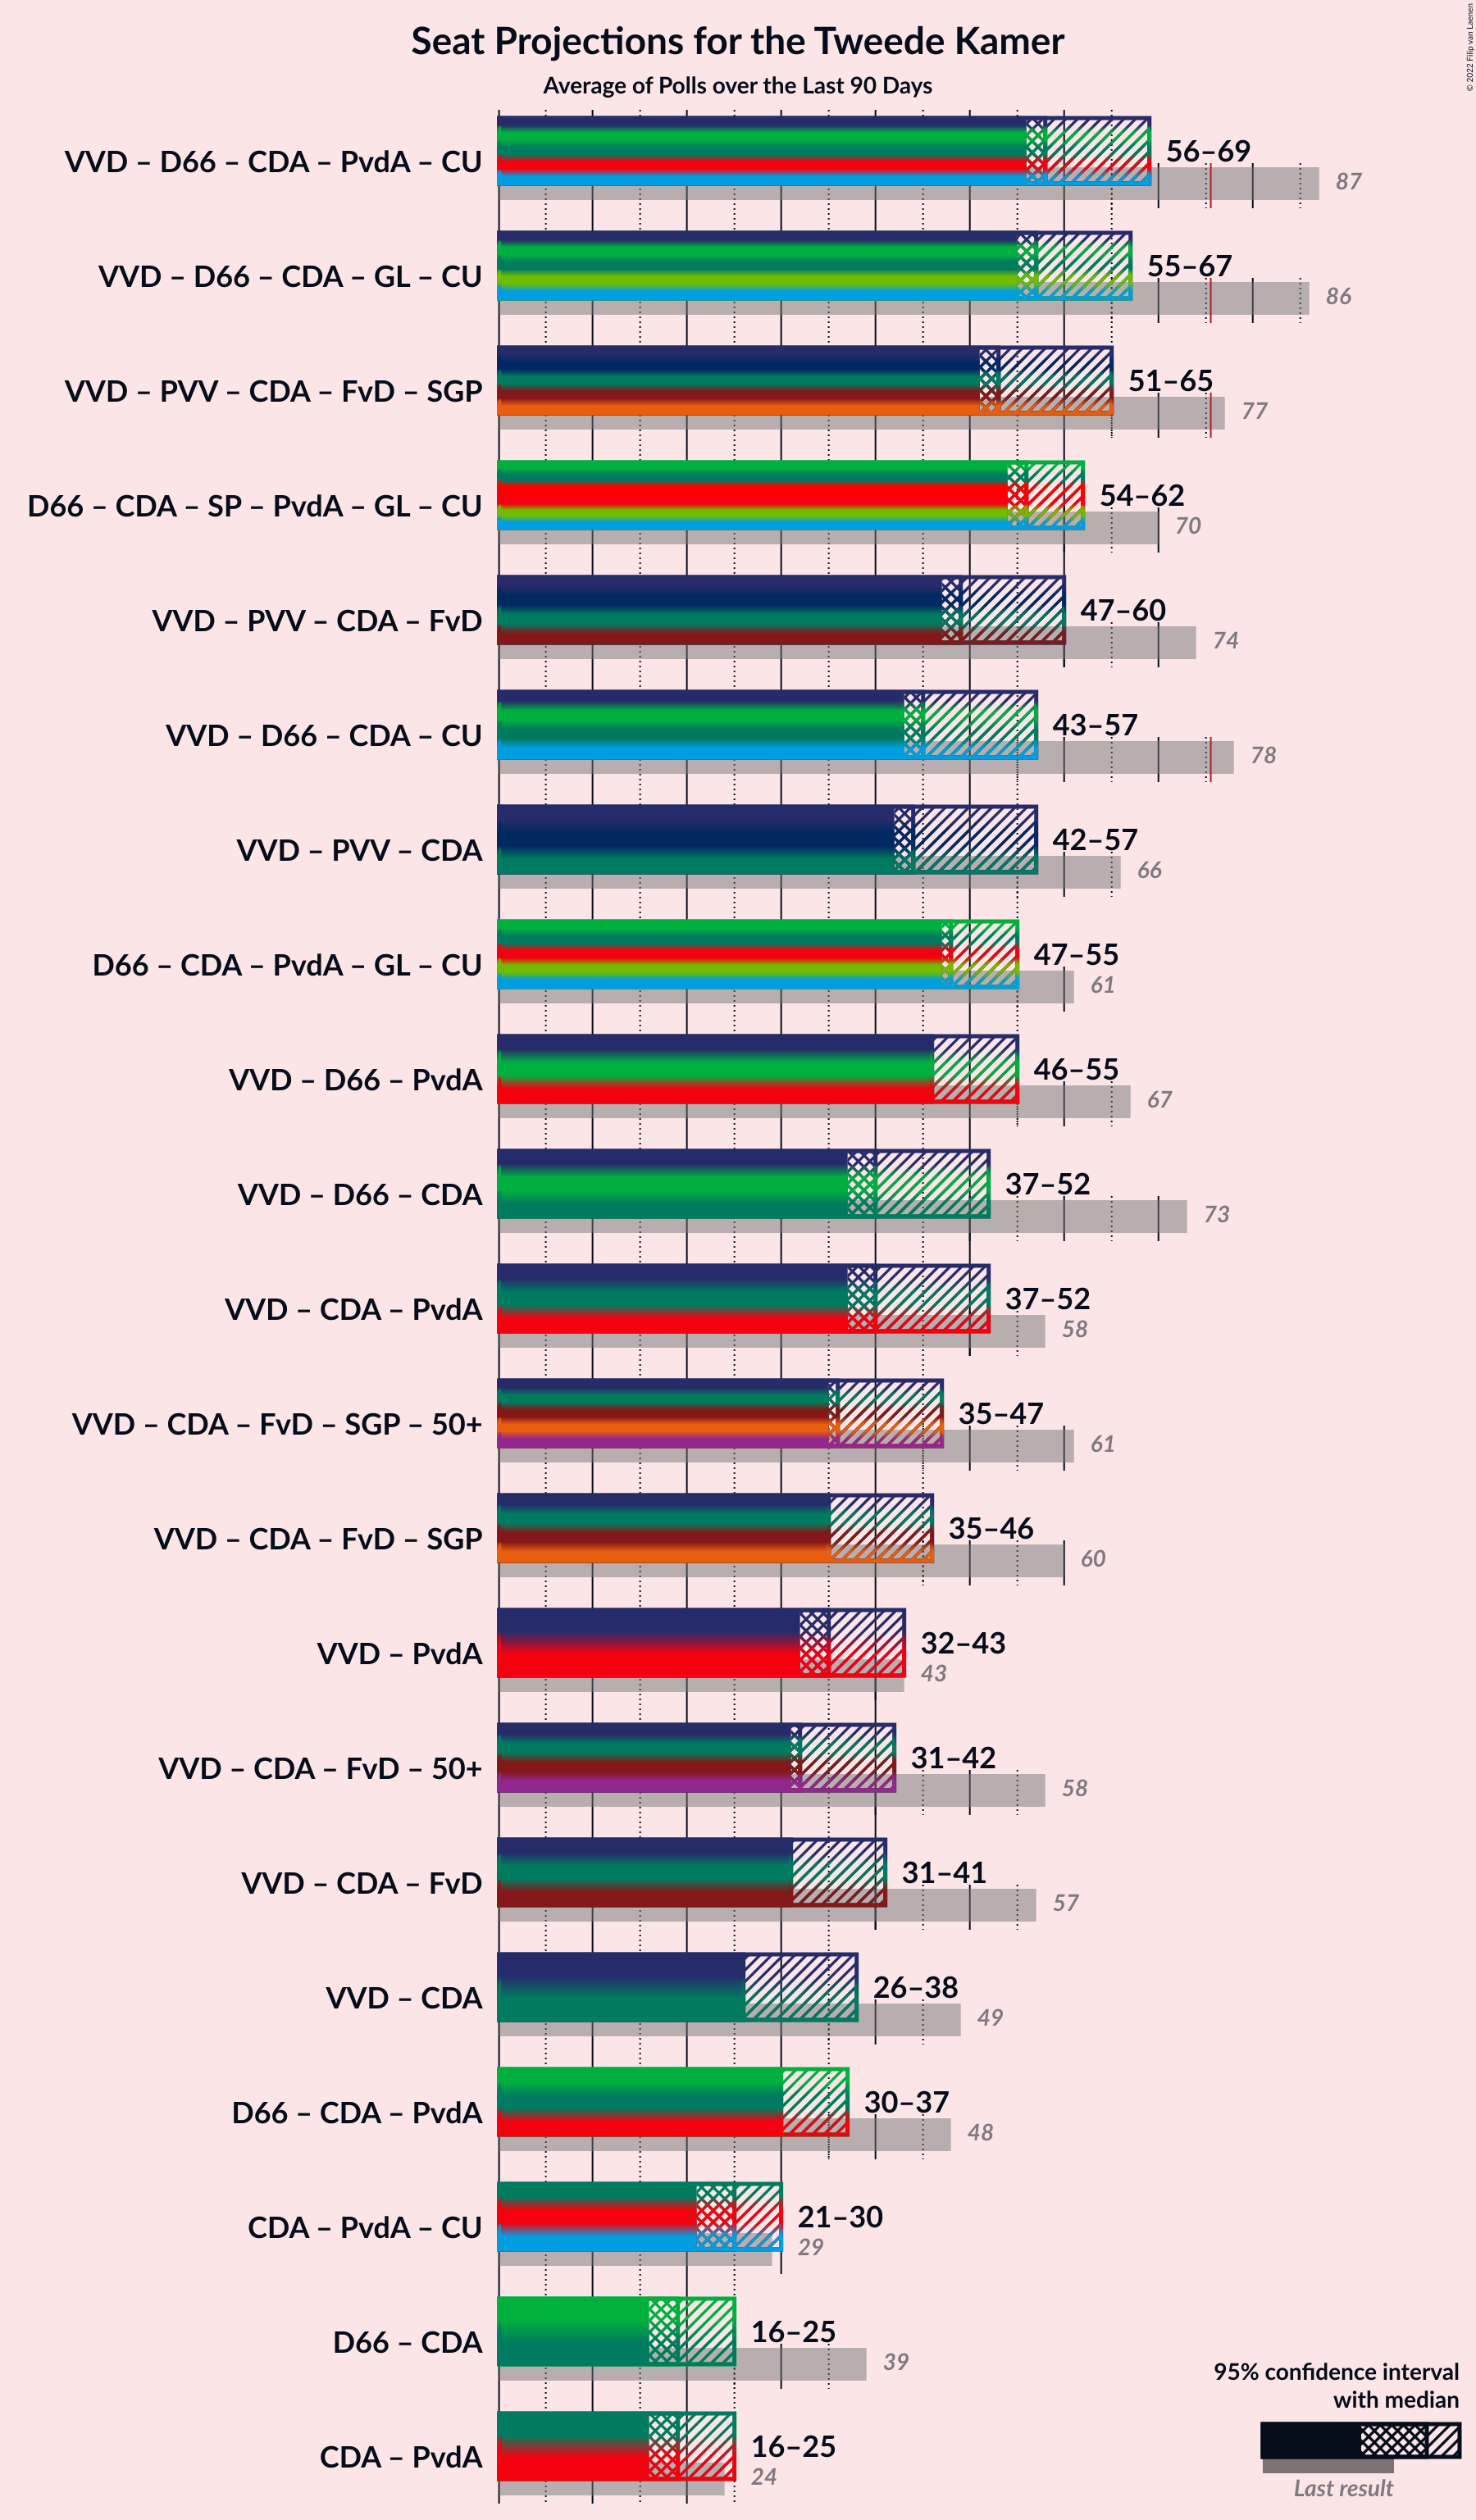 Seat Projections for the Tweede Kamer
Average of Polls over the Last 90 Days
© 2022 Filip van Laenen
VVD – D66 – CDA – PvdA – CU
56–69
87
VVD – D66 – CDA – GL – CU
55–67
86
VVD – PVV – CDA – FvD – SGP
51–65
77
D66 – CDA – SP – PvdA – GL – CU
54–62
70
VVD – PVV – CDA – FvD
47–60
74
VVD – D66 – CDA – CU
43–57
78
VVD – PVV – CDA
42–57
66
D66 – CDA – PvdA – GL – CU
47–55
61
VVD – D66 – PvdA
46–55
67
VVD – D66 – CDA
37–52
73
VVD – CDA – PvdA
37–52
58
VVD – CDA – FvD – SGP – 50+
35–47
61
VVD – CDA – FvD – SGP
35–46
60
VVD – PvdA
32–43
43
VVD – CDA – FvD – 50+
31–42
58
VVD – CDA – FvD
31–41
57
VVD – CDA
26–38
49
D66 – CDA – PvdA
30–37
48
CDA – PvdA – CU
21–30
29
D66 – CDA
16–25
39
CDA – PvdA
16–25
24
95% confidence interval
with median
Last result